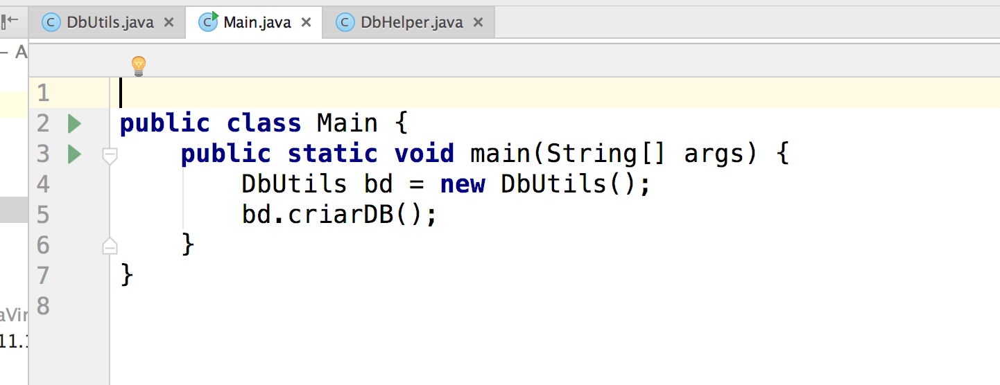 DbUtils.java Main.java DbHelper.java
– A
1
2 public class Main {
3 public static void main(String[] args) {
4 DbUtils bd = new DbUtils();
5 bd.criarDB();
6 }
7 }
8
11.